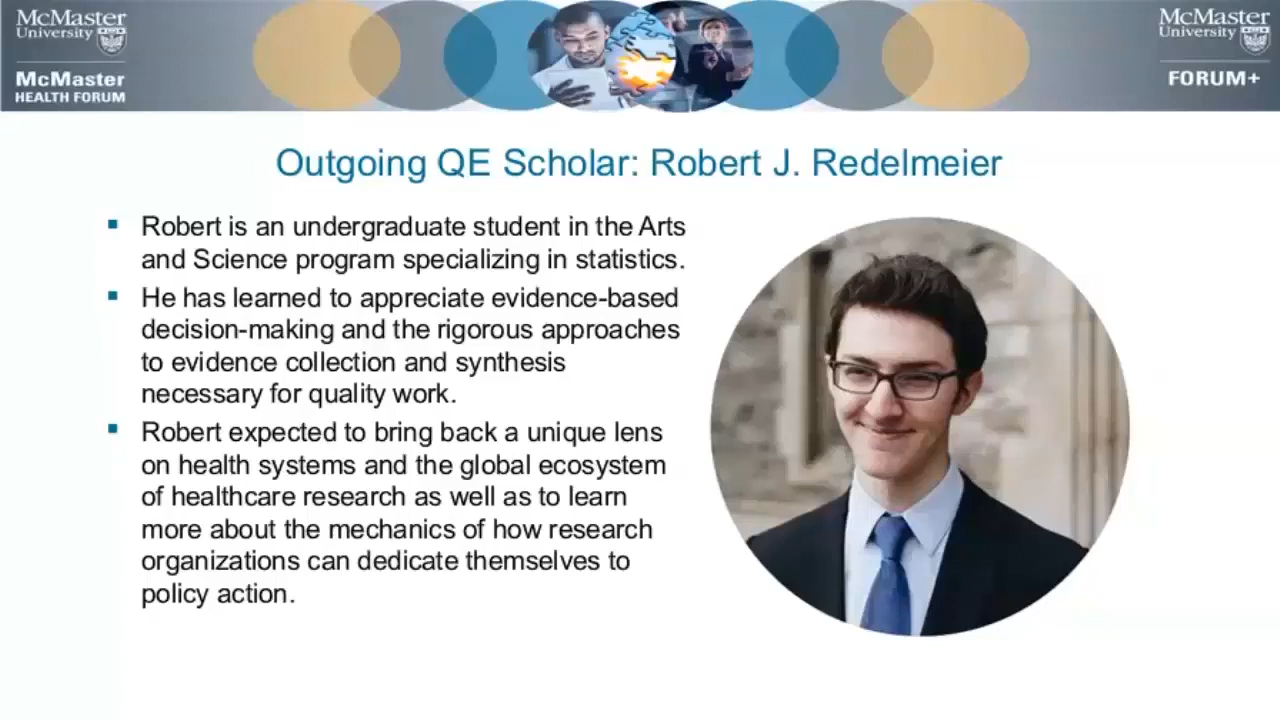 McMaster
University
McMaster
HEALTH FORUM
McMaster
University
FORUM+
Outgoing QE Scholar: Robert J. Redelmeier
▪ Robert is an undergraduate student in the Arts
and Science program specializing in statistics.
▪ He has learned to appreciate evidence-based
decision-making and the rigorous approaches
to evidence collection and synthesis
necessary for quality work.
▪ Robert expected to bring back a unique lens
on health systems and the global ecosystem
of healthcare research as well as to learn
more about the mechanics of how research
organizations can dedicate themselves to
policy action.